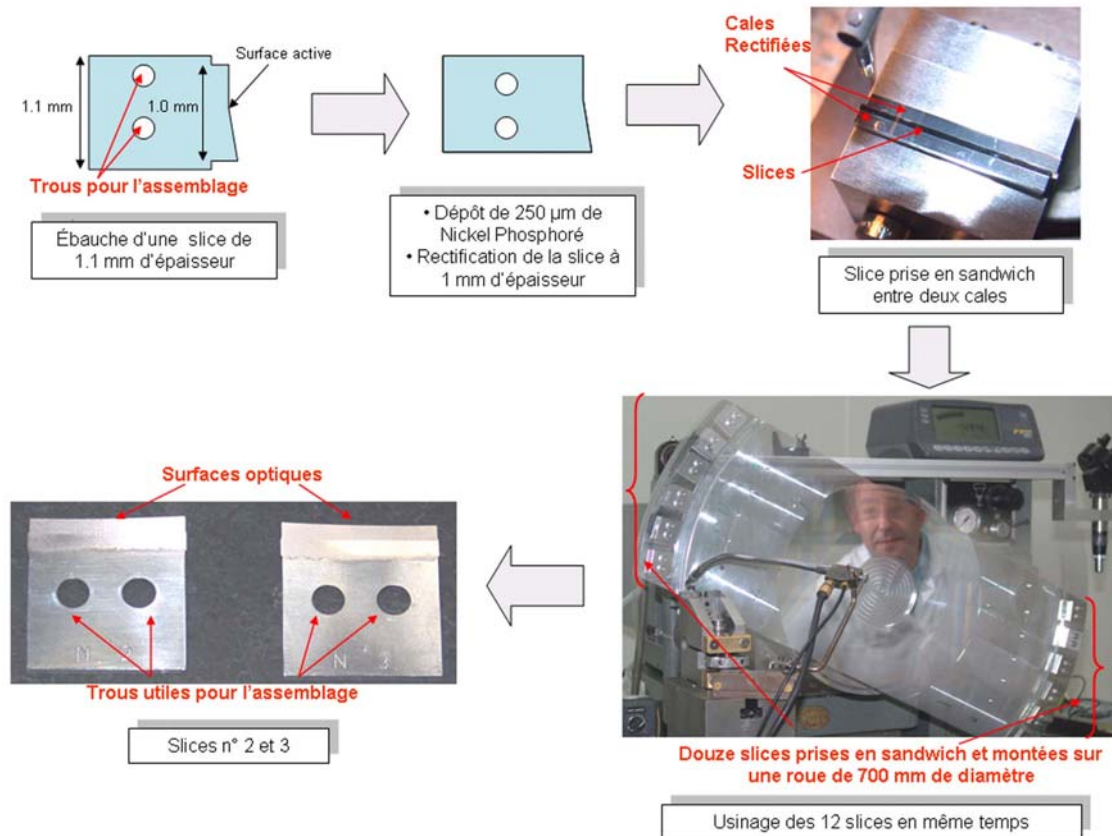 Surface active
1.1 mm
1.0 mm
Trous pour l'assemblage
Ébauche d'une slice de
1.1 mm d'épaisseur
• Dépôt de 250 µm de
Nickel Phosphoré
• Rectification de la slice à
1 mm d'épaisseur
Cales
Rectifiées
Slices
Slice prise en sandwich
entre deux cales
Douze slices prises en sandwich et montées sur
une roue de 700 mm de diamètre
Usinage des 12 slices en même temps
Surfaces optiques
N 2
N° 3
Trous utiles pour l'assemblage
Slices n° 2 et 3